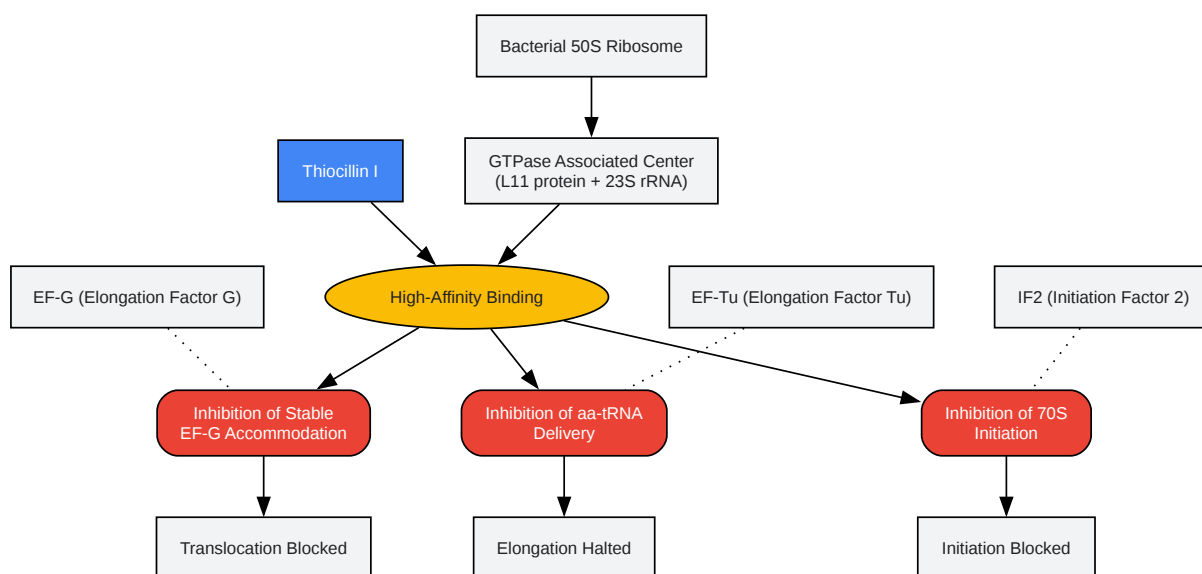 Bacterial 50S Ribosome
Thiocillin I
GTPase Associated Center
(L11 protein + 23S rRNA)
EF-G (Elongation Factor G)
High-Affinity Binding
EF-Tu (Elongation Factor Tu)
IF2 (Initiation Factor 2)
Inhibition of Stable
EF-G Accommodation
Inhibition of aa-tRNA
Delivery
Inhibition of 70S
Initiation
Translocation Blocked
Elongation Halted
Initiation Blocked